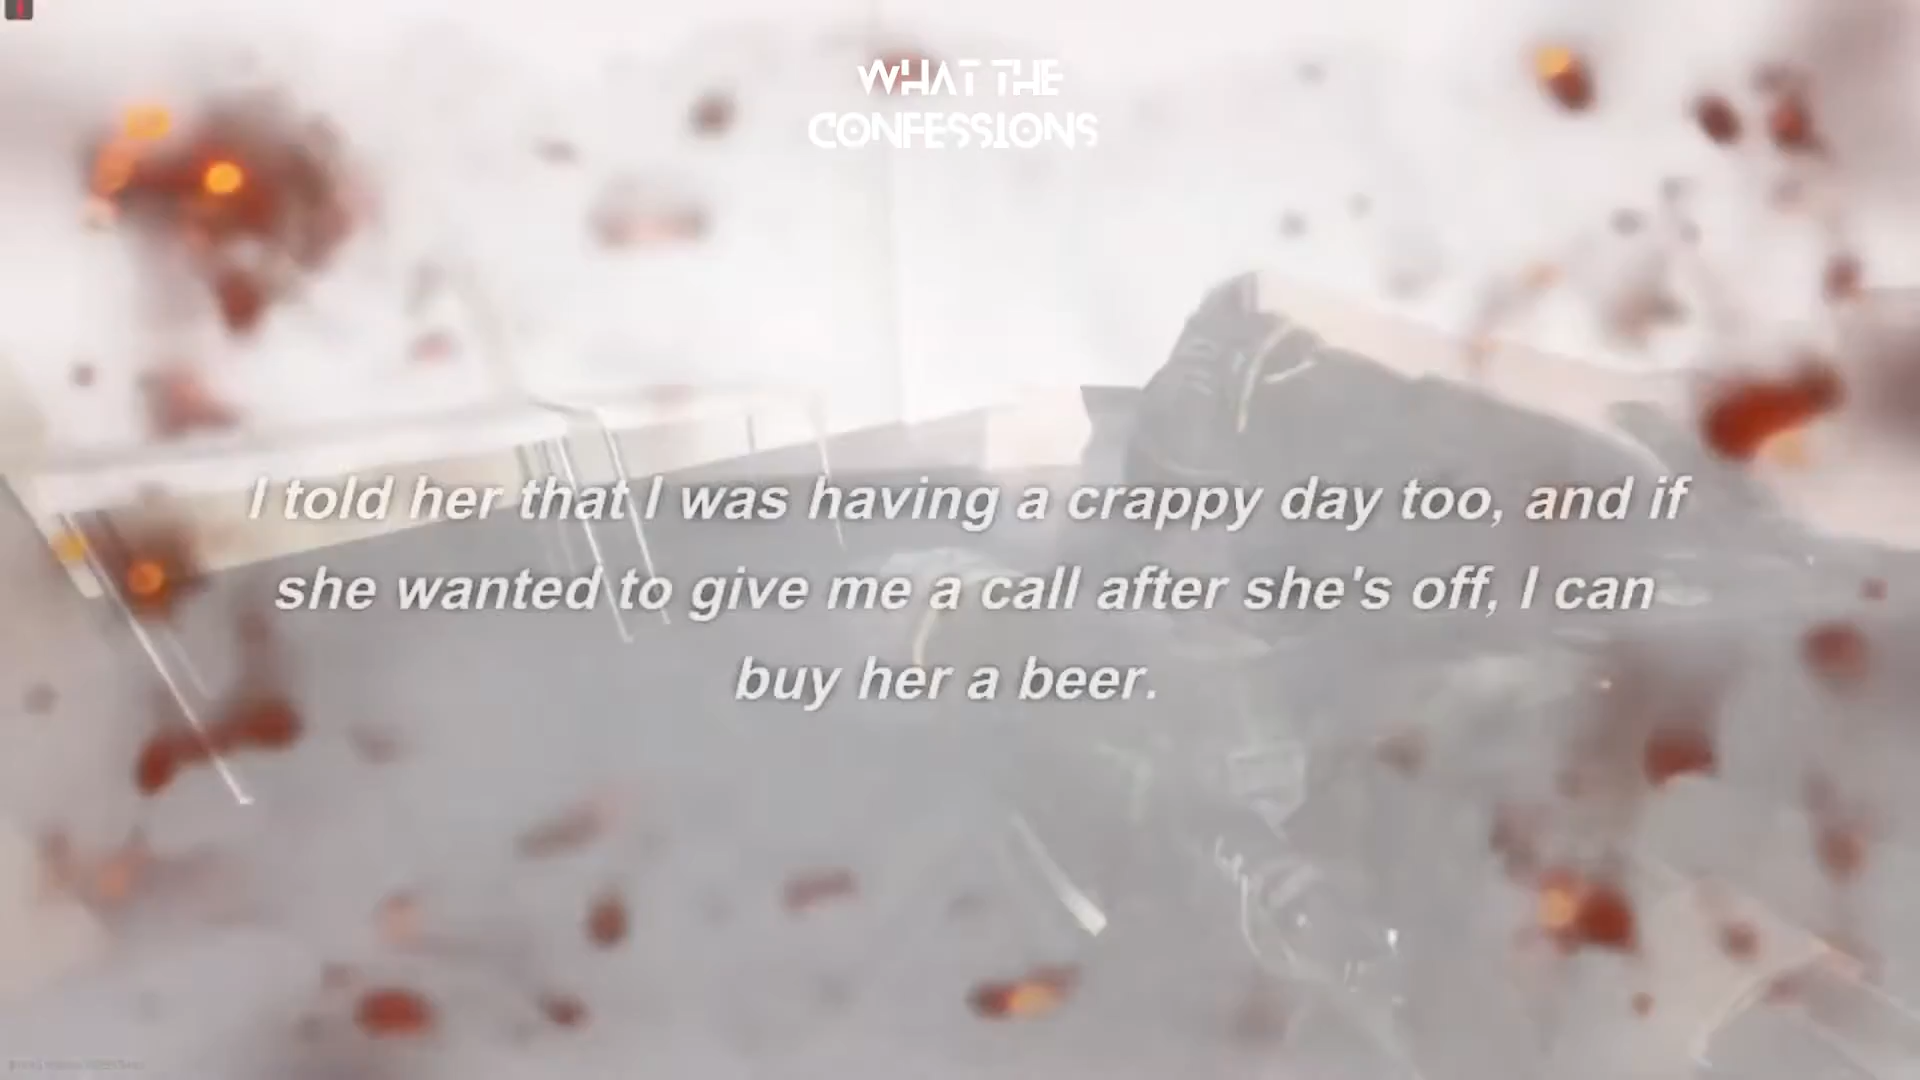 WHAT THE
CONFESSIONS
I told her that I was having a crappy day too, and if
she wanted to give me a call after she's off, I can
buy her a beer.